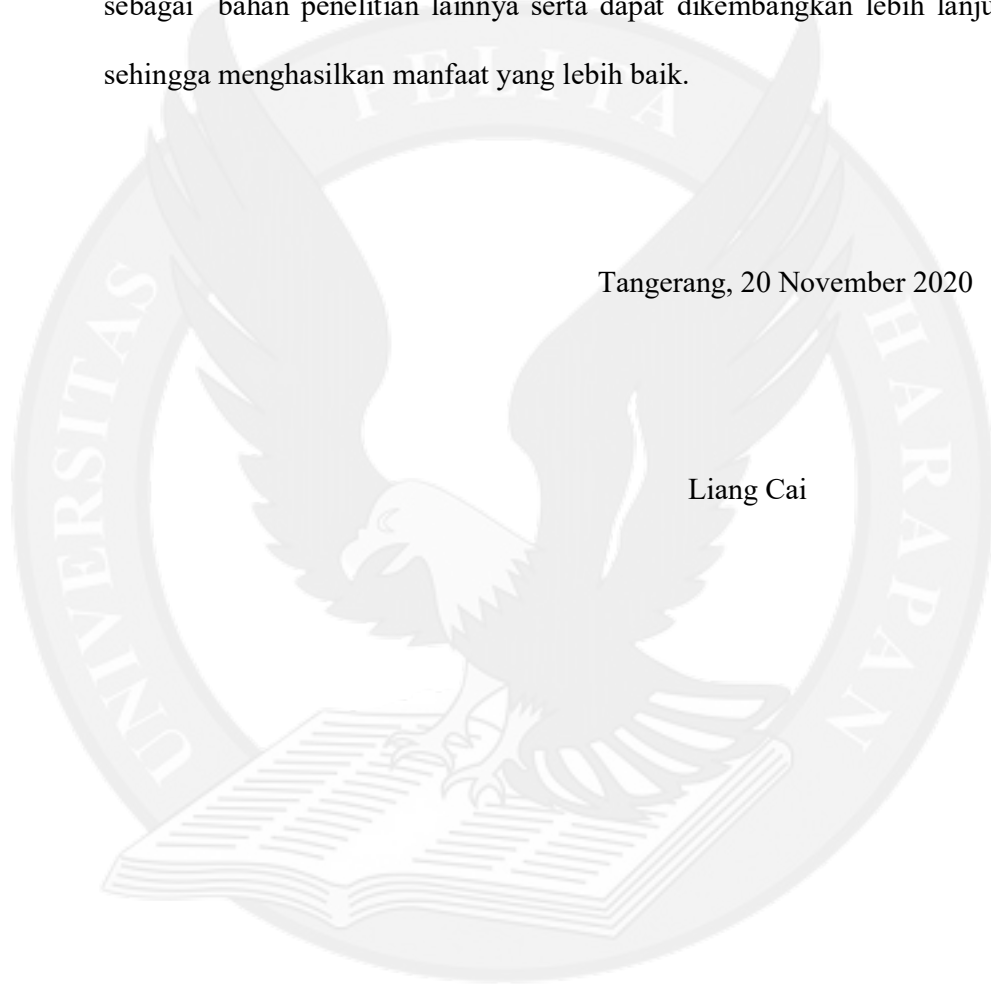 sebagai bahan penelitian lainnya serta dapat dikembangkan lebih lanju
sehingga menghasilkan manfaat yang lebih baik.
PELITA
UNIVERSITAS
HARAPAN
Tangerang, 20 November 2020
Liang Cai